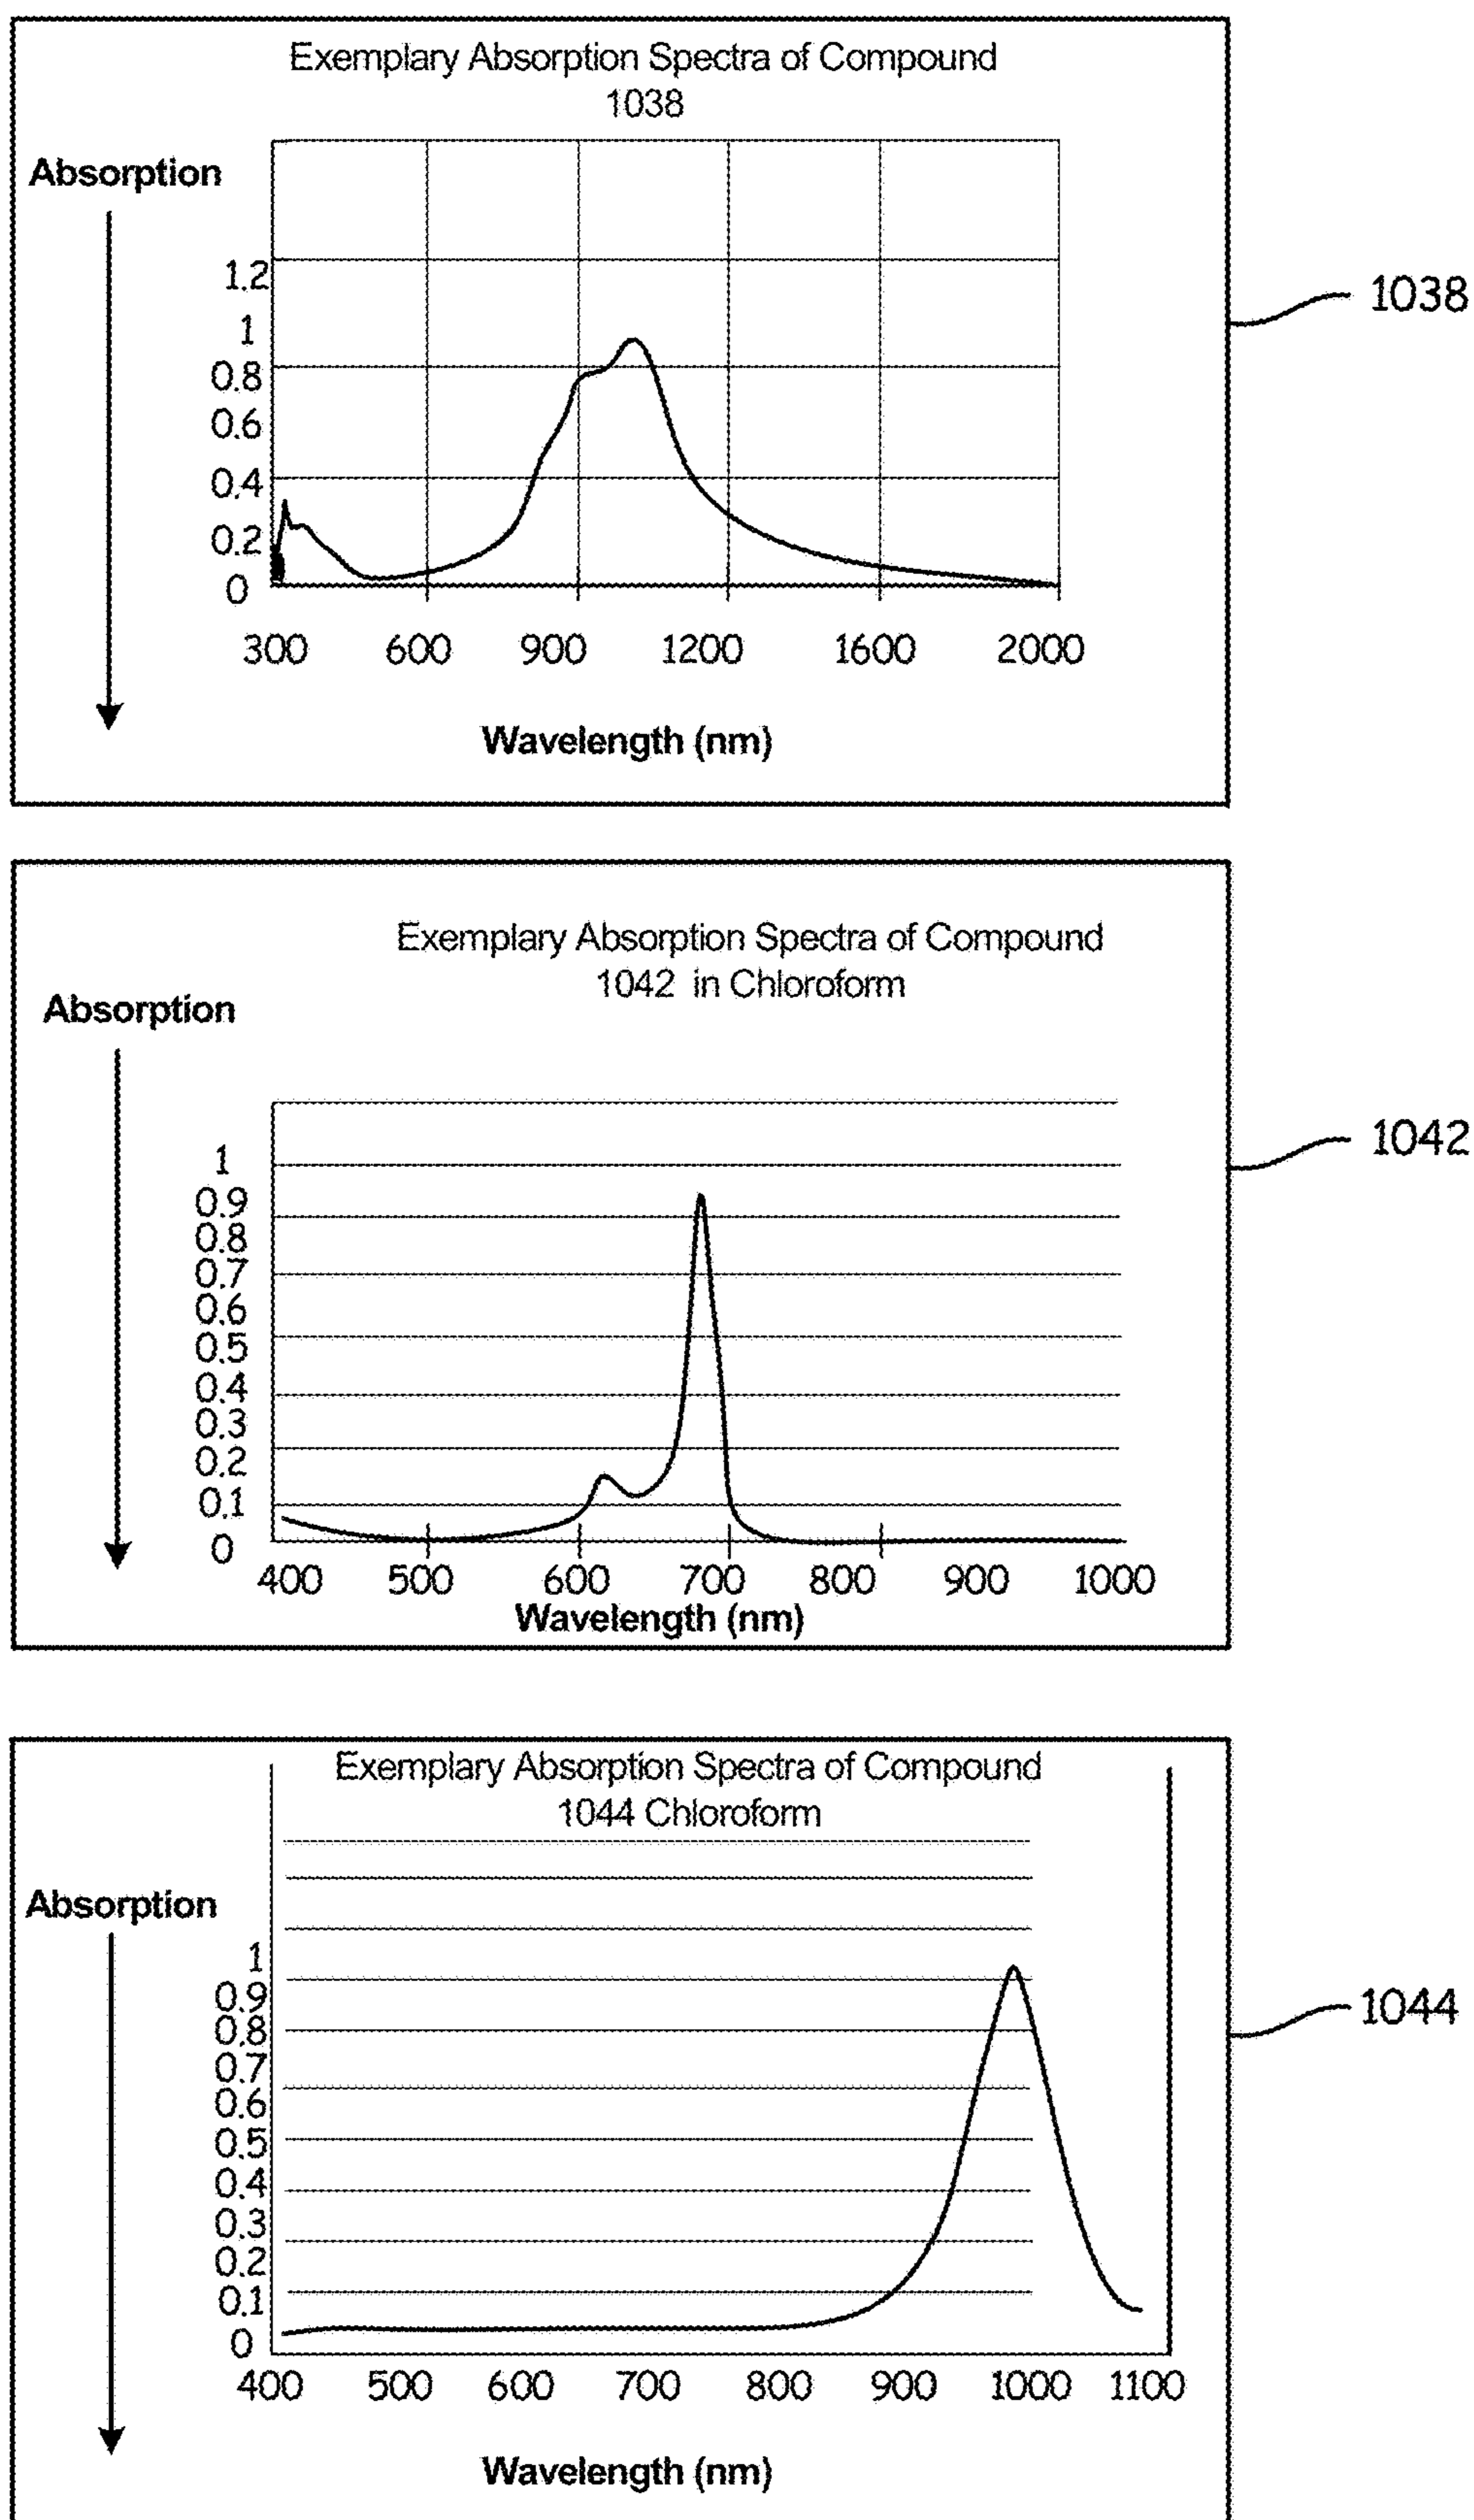 Exemplary Absorption Spectra of Compound
1038
Absorption
1.2
1
0.8
0.6
0.4
0.2
0
300 600 900 1200 1600 2000
Wavelength (nm)
1038
Exemplary Absorption Spectra of Compound
1042 in Chloroform
Absorption
1
0.9
0.8
0.7
0.6
0.5
0.4
0.3
0.2
0.1
0
400 500 600 700 800 900 1000
Wavelength (nm)
1042
Exemplary Absorption Spectra of Compound
1044 Chloroform
Absorption
1
0.9
0.8
0.7
0.6
0.5
0.4
0.3
0.2
0.1
0
400 500 600 700 800 900 1000 1100
Wavelength (nm)
1044